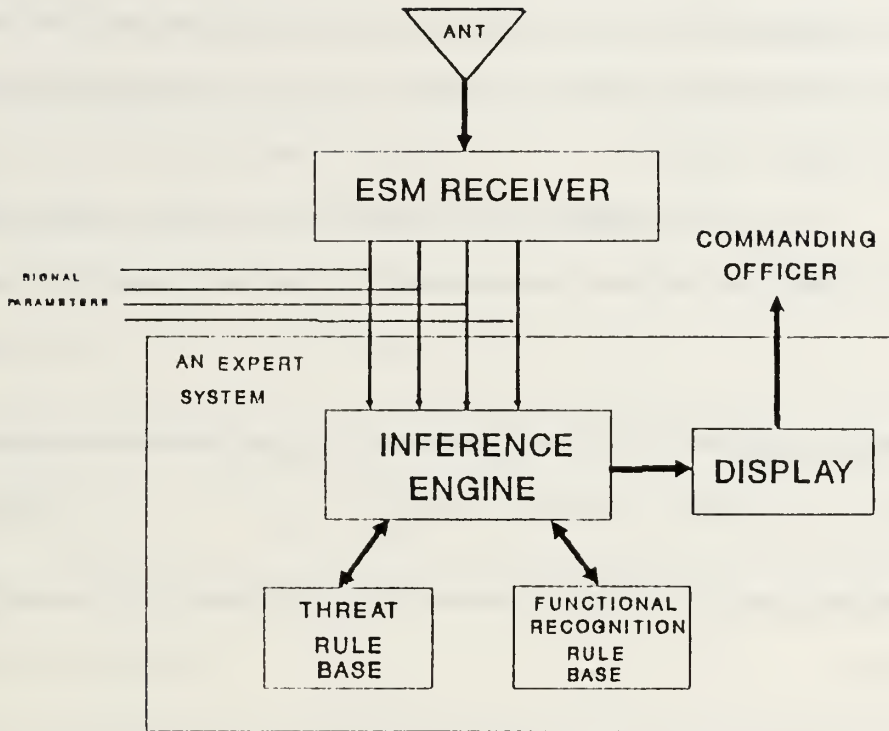 ANT
ESM RECEIVER
COMMANDING
OFFICER
SIGNAL
PARAMETERS
AN EXPERT
SYSTEM
INFERENCE
ENGINE
DISPLAY
THREAT
RULE
BASE
FUNCTIONAL
RECOGNITION
RULE
BASE